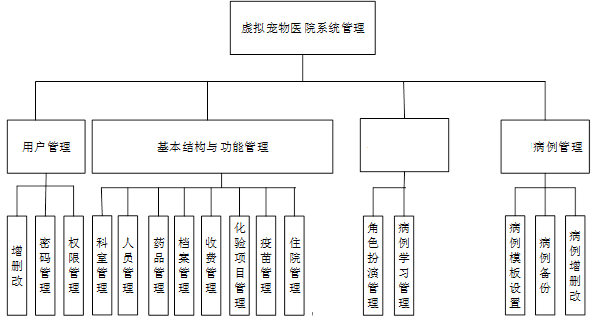 虚拟宠物医院系统管理
用户管理
基本结构与功能管理
病例管理
增删改
密码管理
权限管理
科室管理
人员管理
药品管理
档案管理
收费管理
化验项目管理
疫苗管理
住院管理
角色扮演管理
病例学习管理
病例模板设置
病例备份
病例增删改